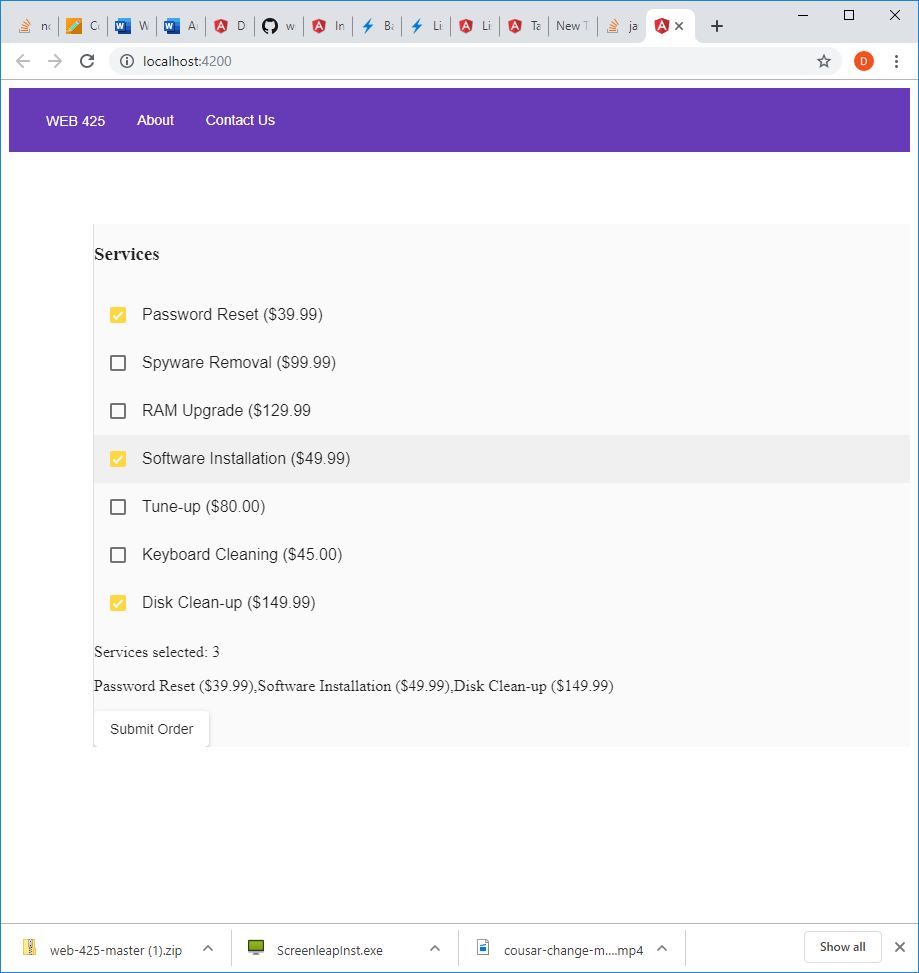 localhost:4200
D
WEB 425 About Contact Us
Services
Password Reset ($39.99)
Spyware Removal ($99.99)
RAM Upgrade ($129.99
Software Installation ($49.99)
Tune-up ($80.00)
Keyboard Cleaning ($45.00)
Disk Clean-up ($149.99)
Services selected: 3
Password Reset ($39.99),Software Installation ($49.99),Disk Clean-up ($149.99)
Submit Order
web-425-master (1).zip ScreenleapInst.exe cousar-change-m....mp4 Show all